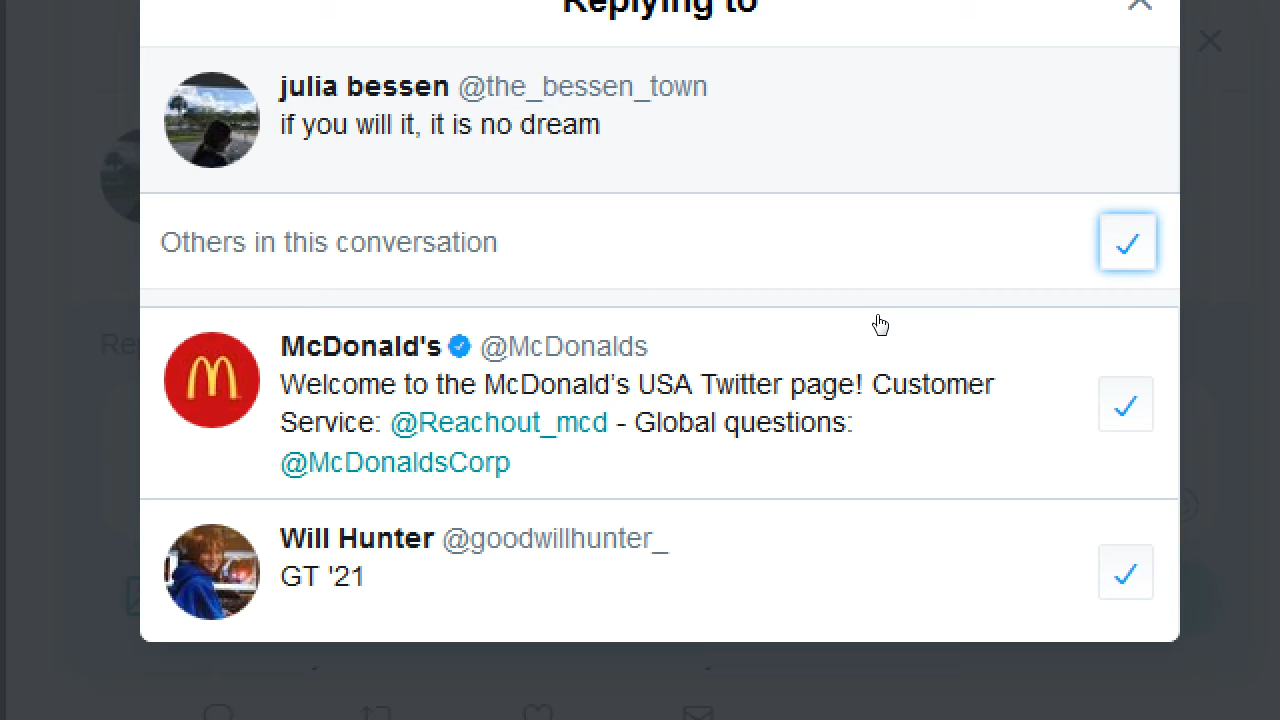 Replying to
julia bessen @the_bessen_town
if you will it, it is no dream
Others in this conversation
McDonald's @McDonalds
Welcome to the McDonald’s USA Twitter page! Customer
Service: @Reachout_mcd - Global questions:
@McDonaldsCorp
Will Hunter @goodwillhunter_
GT '21